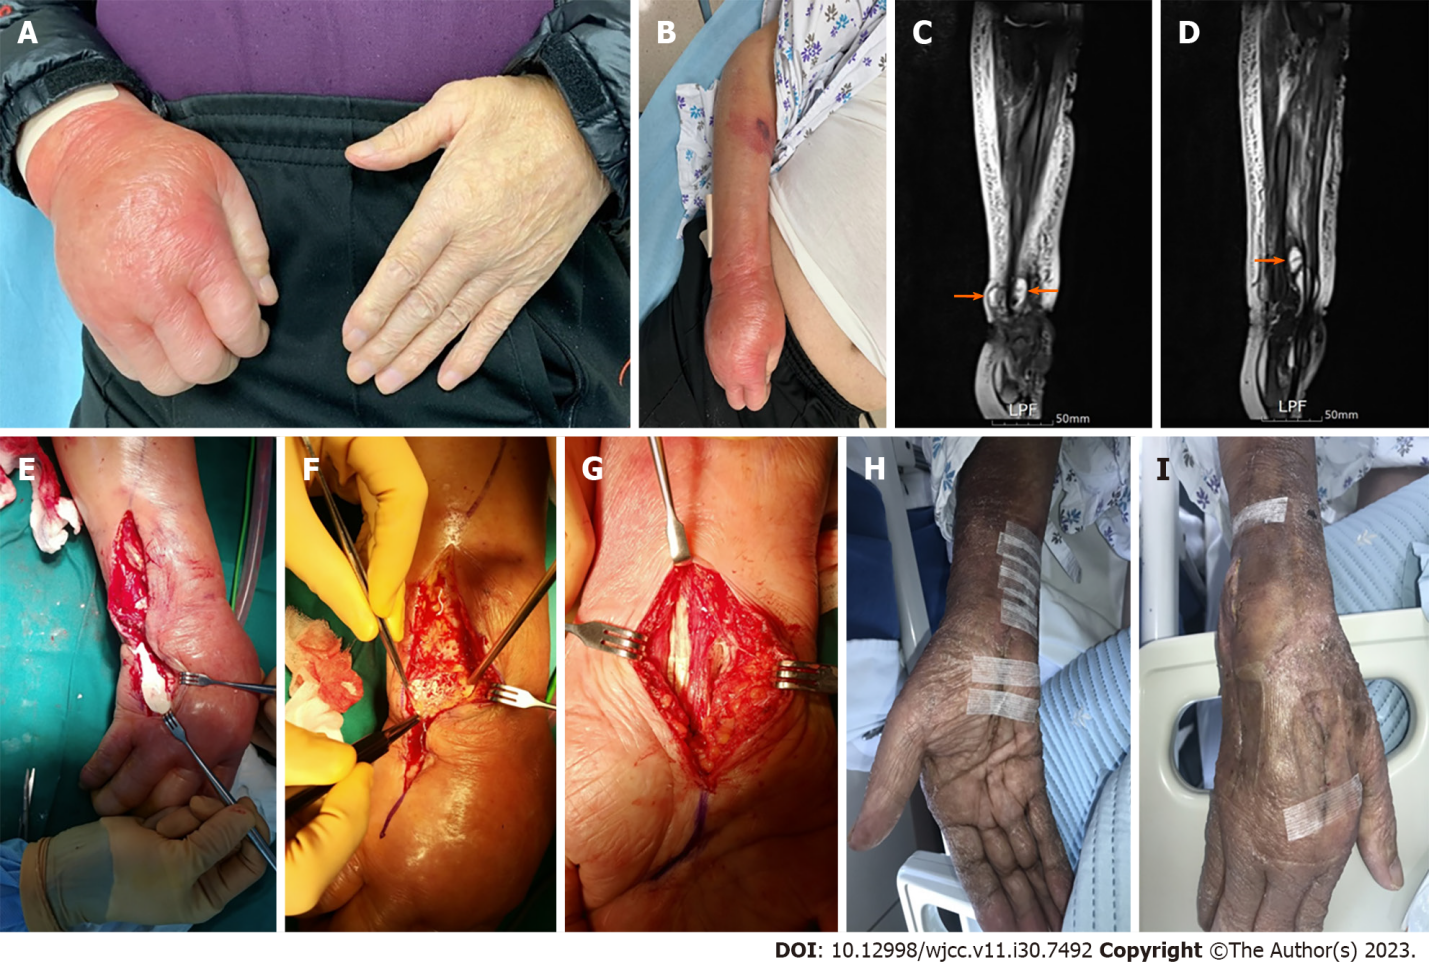 A
B
C
D
LPF
50mm
LPF
50mm
E
F
G
H
I
DOI: 10.12998/wjcc.v11.i30.7492 Copyright ©The Author(s) 2023.